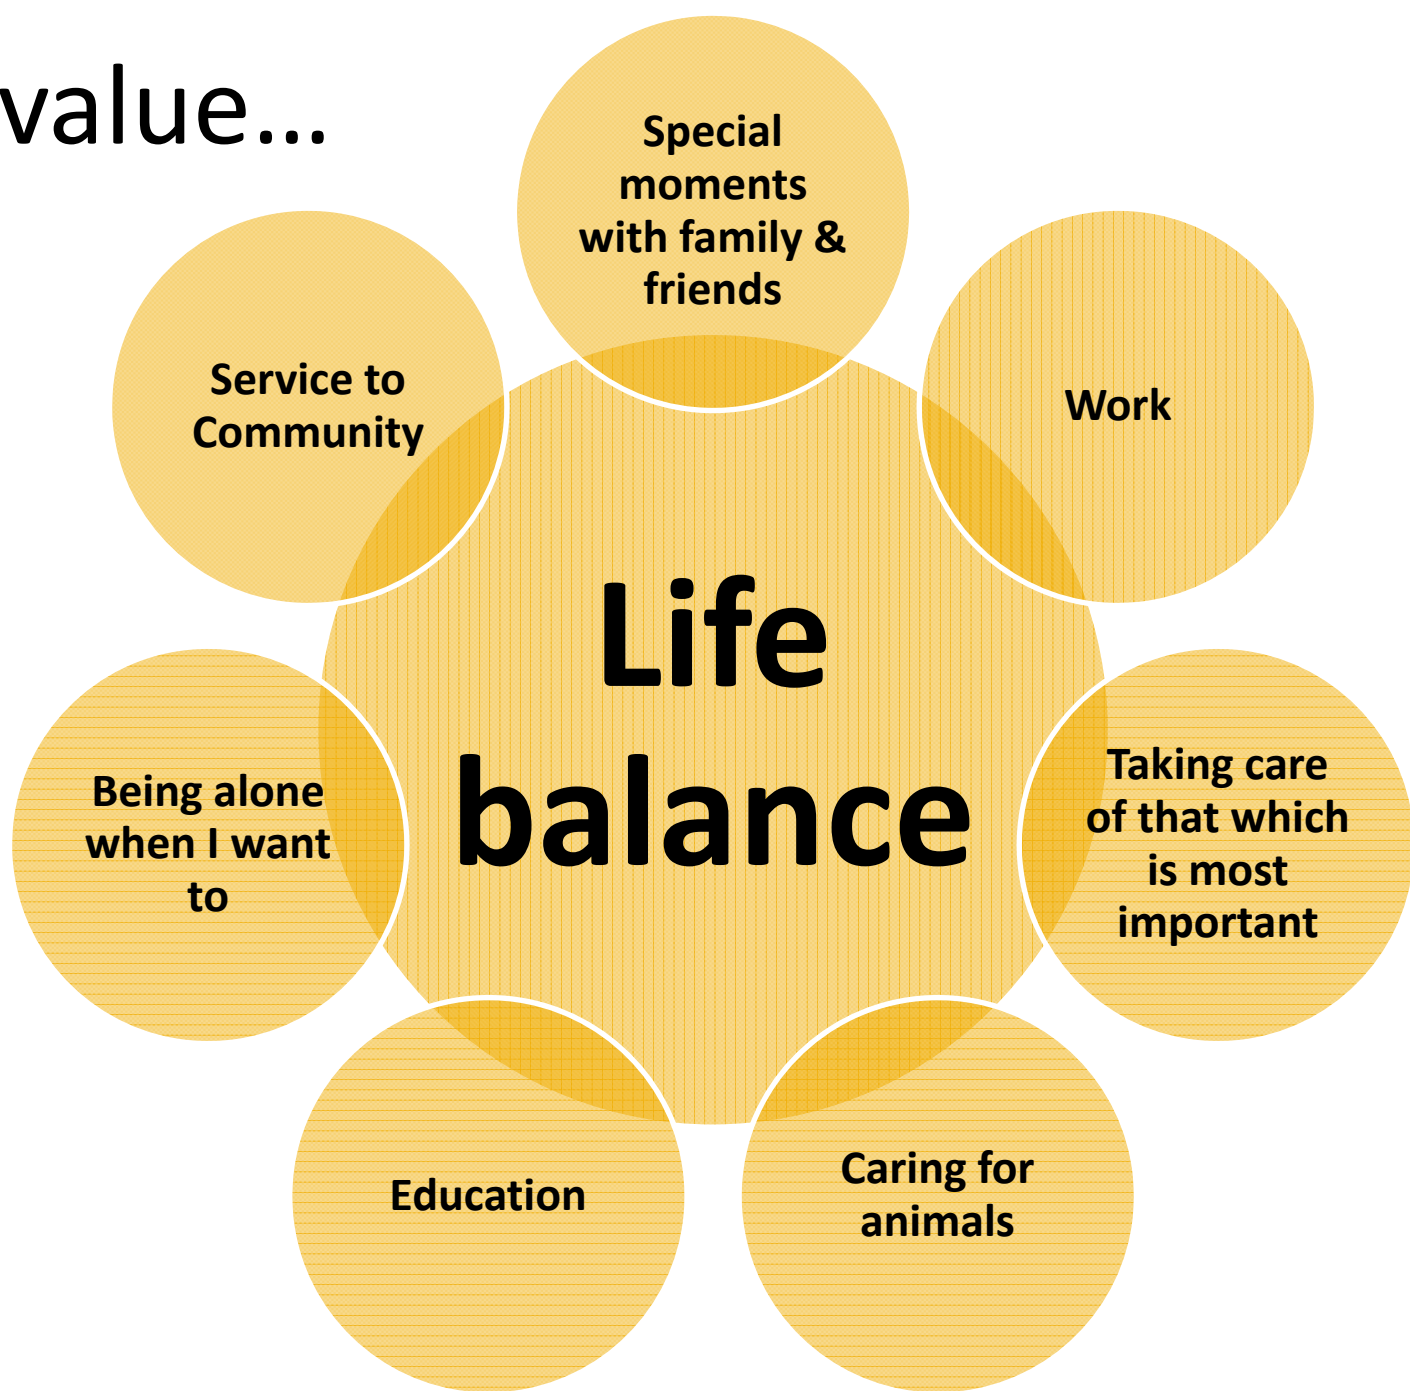 value...
Special
moments
with family &
friends
Work
Taking care
of that which
is most
important
Caring for
animals
Education
Being alone
when I want
to
Service to
Community
Life
balance